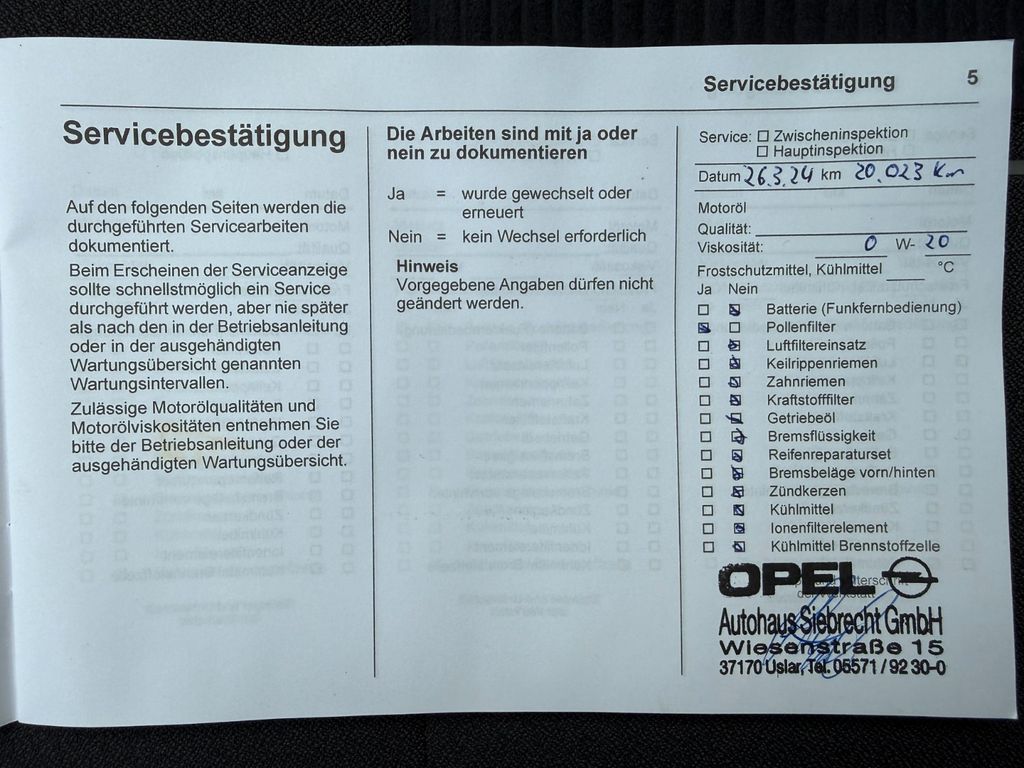 Servicebestätigung 5
Servicebestätigung
Auf den folgenden Seiten werden die
durchgeführten Servicearbeiten
dokumentiert.
Beim Erscheinen der Serviceanzeige
sollte schnellstmöglich ein Service
durchgeführt werden, aber nie später
als nach den in der Betriebsanleitung
oder in der ausgehändigten
Wartungsübersicht genannten
Wartungsintervallen.
Zulässige Motorölqualitäten und
Motorölviskositäten entnehmen Sie
bitte der Betriebsanleitung oder der
ausgehändigten Wartungsübersicht.
Die Arbeiten sind mit ja oder
nein zu dokumentieren
Ja = wurde gewechselt oder
erneuert
Nein = kein Wechsel erforderlich
Hinweis
Vorgegebene Angaben dürfen nicht
geändert werden.
Service: ☐ Zwischeninspektion
☐ Hauptinspektion
Datum 26.3.24 km 20.023 Km
Motoröl
Qualität:
Viskosität: 0 W- 20
Frostschutzmittel, Kühlmittel °C
Ja Nein
☐ ☒ Batterie (Funkfernbedienung)
☒ ☐ Pollenfilter
☐ ☒ Luftfiltereinsatz
☐ ☒ Keilrippenriemen
☐ ☒ Zahnriemen
☐ ☒ Kraftstofffilter
☐ ☒ Getriebeöl
☐ ☒ Bremsflüssigkeit
☐ ☒ Reifenreparaturset
☐ ☒ Bremsbeläge vorn/hinten
☐ ☒ Zündkerzen
☐ ☒ Kühlmittel
☐ ☒ Ionenfilterelement
☐ ☒ Kühlmittel Brennstoffzelle
OPEL
Autohaus Siebrecht GmbH
Wiesenstraße 15
37170 Uslar, Tel. 05571 / 92 30-0